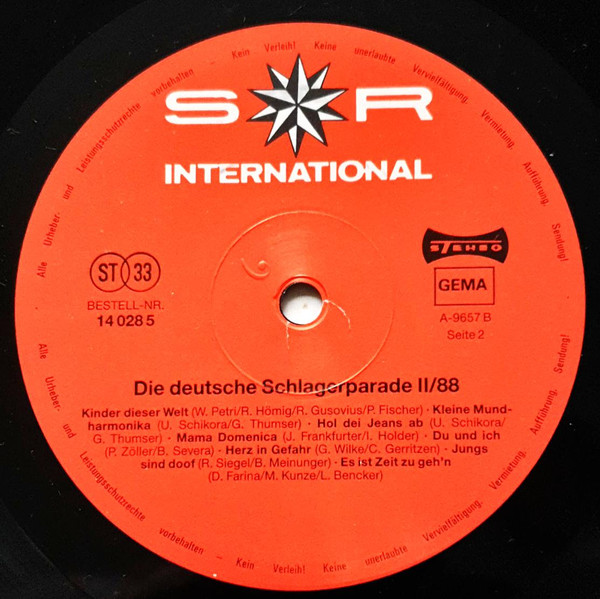 Alle Urheber- und Leistungsschutzrechte vorbehalten - Kein Verleih! Keine unerlaubte Vervielfältigung, Vermietung, Aufführung, Sendung!
S R
INTERNATIONAL
ST 33
STEREO
GEMA
BESTELL-NR.
14 028 5
A-9657 B
Seite 2
Die deutsche Schlagerparade II/88
Kinder dieser Welt (W. Petri/R. Hömig/R. Gusovius/P. Fischer) · Kleine Mund-
harmonika (U. Schikora/G. Thumser) · Hol dei Jeans ab (U. Schikora/
G. Thumser) · Mama Domenica (J. Frankfurter/I. Holder) · Du und ich
(P. Zöller/B. Severa) · Herz in Gefahr (G. Wilke/C. Gerritzen) · Jungs
sind doof (R. Siegel/B. Meinunger) · Es ist Zeit zu geh'n
(D. Farina/M. Kunze/L. Bencker)
Alle Urheber- und Leistungsschutzrechte vorbehalten - Kein Verleih! Keine unerlaubte Vervielfältigung, Vermietung, Aufführung, Sendung!